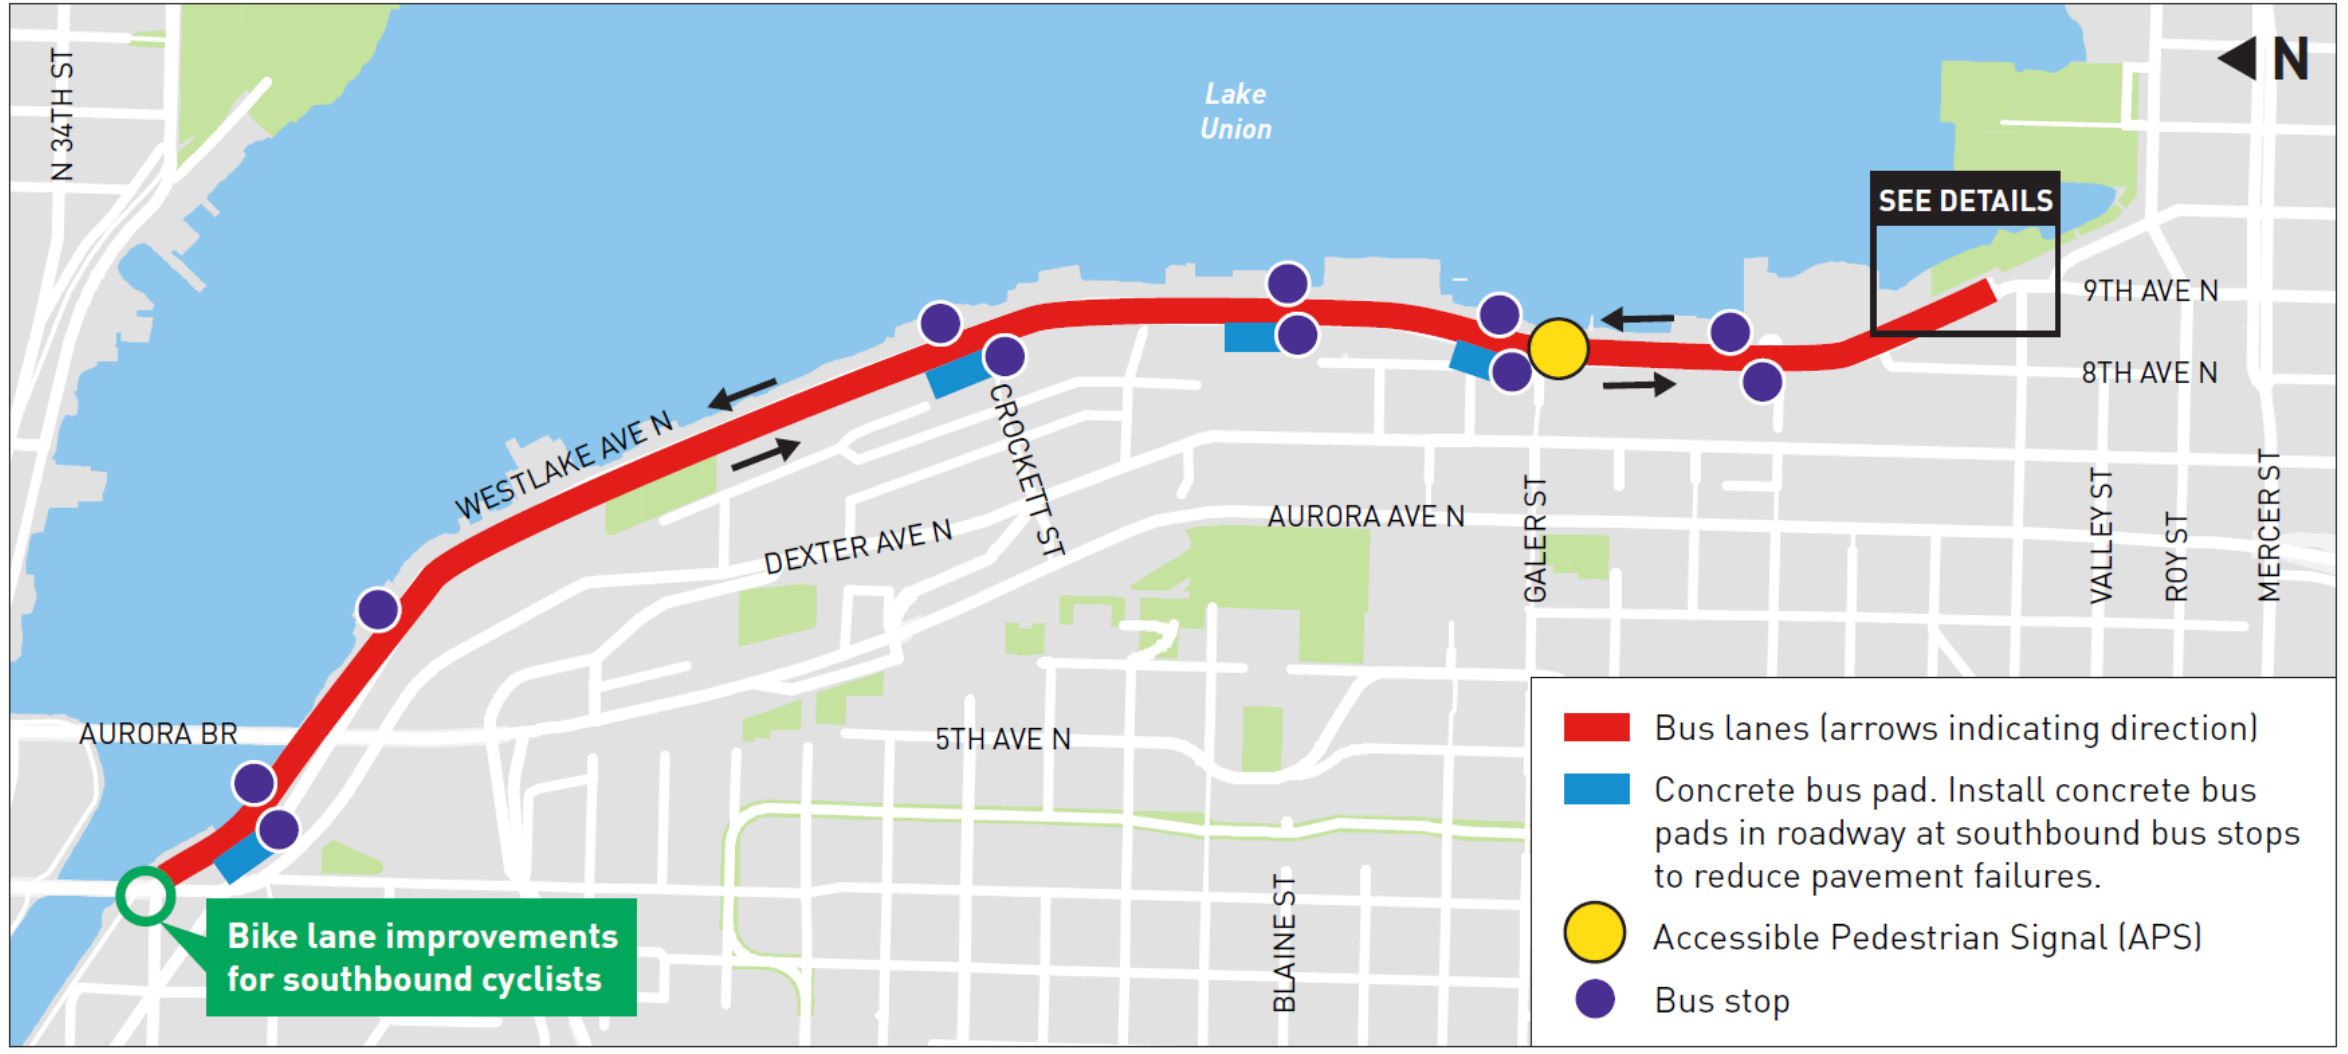 N 34TH ST
Lake
Union
N
SEE DETAILS
9TH AVE N
8TH AVE N
WESTLAKE AVE N
CROCKETT ST
DEXTER AVE N
AURORA AVE N
GALER ST
VALLEY ST
ROY ST
MERCER ST
AURORA BR
5TH AVE N
BLAINE ST
Bike lane improvements
for southbound cyclists
Bus lanes (arrows indicating direction)
Concrete bus pad. Install concrete bus
pads in roadway at southbound bus stops
to reduce pavement failures.
Accessible Pedestrian Signal (APS)
Bus stop